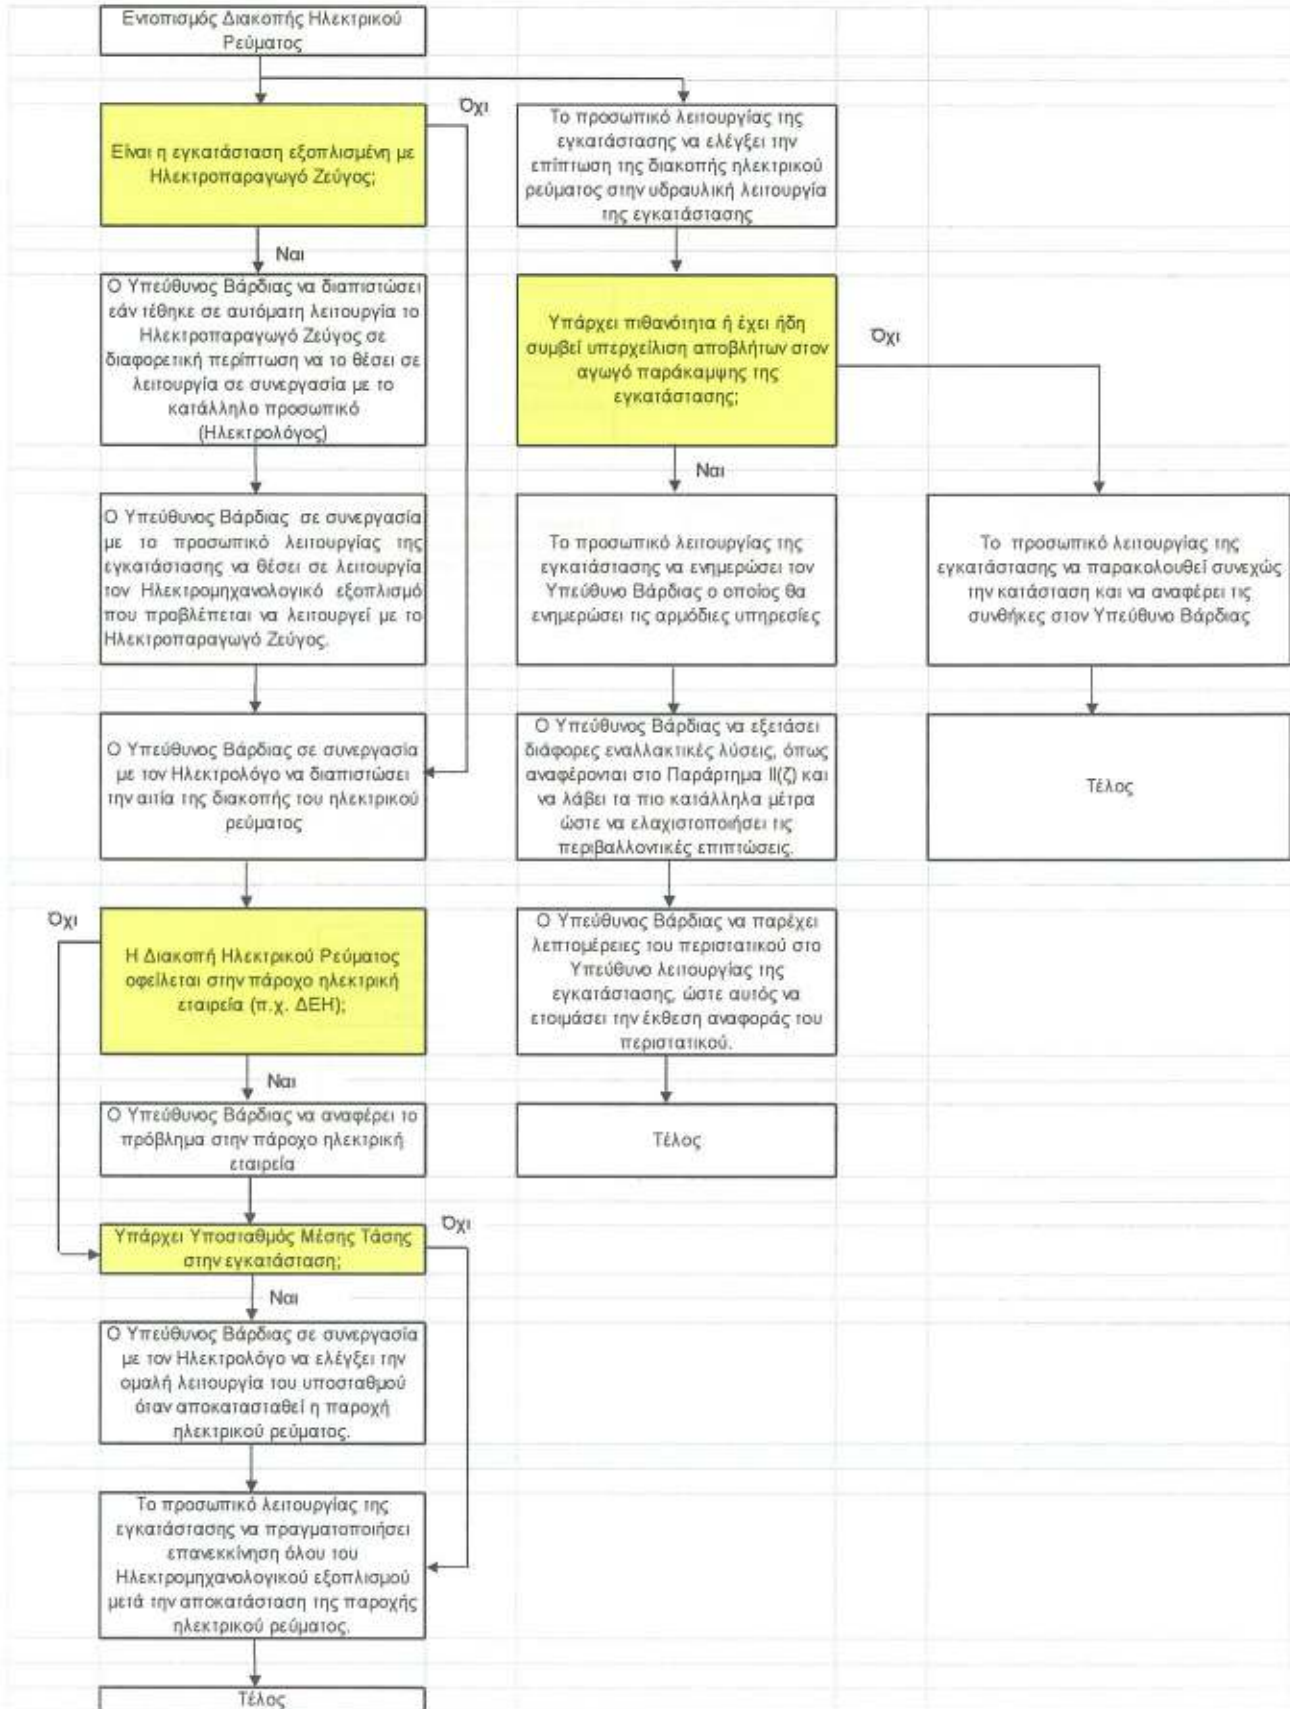 Εντοπισμός Διακοπής Ηλεκτρικού
Ρεύματος
Είναι η εγκατάσταση εξοπλισμένη με
Ηλεκτροπαραγωγό Ζεύγος;
Όχι
Ναι
Ο Υπεύθυνος Βάρδιας να διαπιστώσει
εάν τέθηκε σε αυτόματη λειτουργία το
Ηλεκτροπαραγωγό Ζεύγος σε
διαφορετική περίπτωση να το θέσει σε
λειτουργία σε συνεργασία με το
κατάλληλο προσωπικό
(Ηλεκτρολόγος)
Ο Υπεύθυνος Βάρδιας σε συνεργασία
με το προσωπικό λειτουργίας της
εγκατάστασης να θέσει σε λειτουργία
τον Ηλεκτρομηχανολογικό εξοπλισμό
που προβλέπεται να λειτουργεί με το
Ηλεκτροπαραγωγό Ζεύγος.
Ο Υπεύθυνος Βάρδιας σε συνεργασία
με τον Ηλεκτρολόγο να διαπιστώσει
την αιτία της διακοπής του ηλεκτρικού
ρεύματος
Όχι
Η Διακοπή Ηλεκτρικού Ρεύματος
οφείλεται στην πάροχο ηλεκτρική
εταιρεία (π.χ. ΔΕΗ);
Ναι
Ο Υπεύθυνος Βάρδιας να αναφέρει το
πρόβλημα στην πάροχο ηλεκτρική
εταιρεία
Υπάρχει Υποσταθμός Μέσης Τάσης
στην εγκατάσταση;
Όχι
Ναι
Ο Υπεύθυνος Βάρδιας σε συνεργασία
με τον Ηλεκτρολόγο να ελέγξει την
ομαλή λειτουργία του υποσταθμού
όταν αποκατασταθεί η παροχή
ηλεκτρικού ρεύματος.
Το προσωπικό λειτουργίας της
εγκατάστασης να πραγματοποιήσει
επανεκκίνηση όλου του
Ηλεκτρομηχανολογικού εξοπλισμού
μετά την αποκατάσταση της παροχής
ηλεκτρικού ρεύματος.
Τέλος
Το προσωπικό λειτουργίας της
εγκατάστασης να ελέγξει την
επίπτωση της διακοπής ηλεκτρικού
ρεύματος στην υδραυλική λειτουργία
της εγκατάστασης
Υπάρχει πιθανότητα ή έχει ήδη
συμβεί υπερχείλιση αποβλήτων στον
αγωγό παράκαμψης της
εγκατάστασης;
Όχι
Ναι
Το προσωπικό λειτουργίας της
εγκατάστασης να ενημερώσει τον
Υπεύθυνο Βάρδιας ο οποίος θα
ενημερώσει τις αρμόδιες υπηρεσίες
Ο Υπεύθυνος Βάρδιας να εξετάσει
διάφορες εναλλακτικές λύσεις, όπως
αναφέρονται στο Παράρτημα ΙΙ(ζ) και
να λάβει τα πιο κατάλληλα μέτρα
ώστε να ελαχιστοποιήσει τις
περιβαλλοντικές επιπτώσεις.
Ο Υπεύθυνος Βάρδιας να παρέχει
λεπτομέρειες του περιστατικού στο
Υπεύθυνο λειτουργίας της
εγκατάστασης, ώστε αυτός να
ετοιμάσει την έκθεση αναφοράς του
περιστατικού.
Τέλος
Το προσωπικό λειτουργίας της
εγκατάστασης να παρακολουθεί συνεχώς
την κατάσταση και να αναφέρει τις
συνθήκες στον Υπεύθυνο Βάρδιας
Τέλος